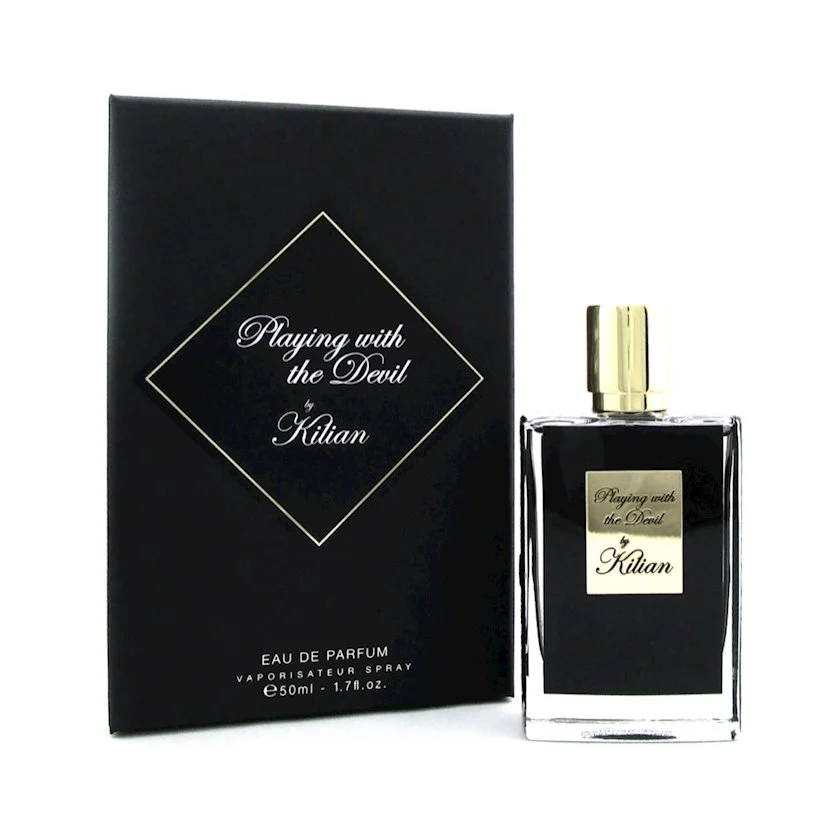 Playing with
the Devil
by
Kilian
EAU DE PARFUM
VAPORISATEUR SPRAY
℮50ml - 1.7fl.oz.
Playing with
the Devil
by
Kilian